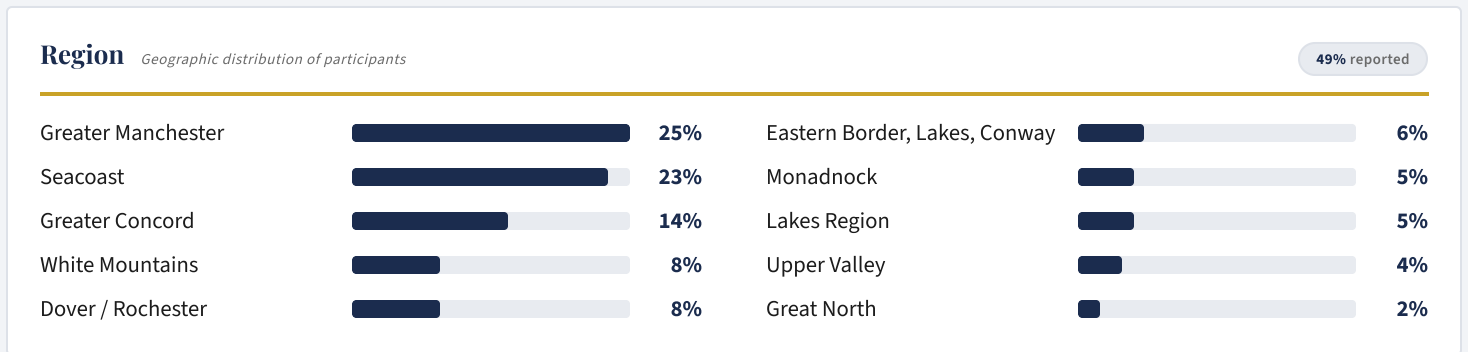 Region Geographic distribution of participants 49% reported
Greater Manchester 25%
Seacoast 23%
Greater Concord 14%
White Mountains 8%
Dover / Rochester 8%
Eastern Border, Lakes, Conway 6%
Monadnock 5%
Lakes Region 5%
Upper Valley 4%
Great North 2%